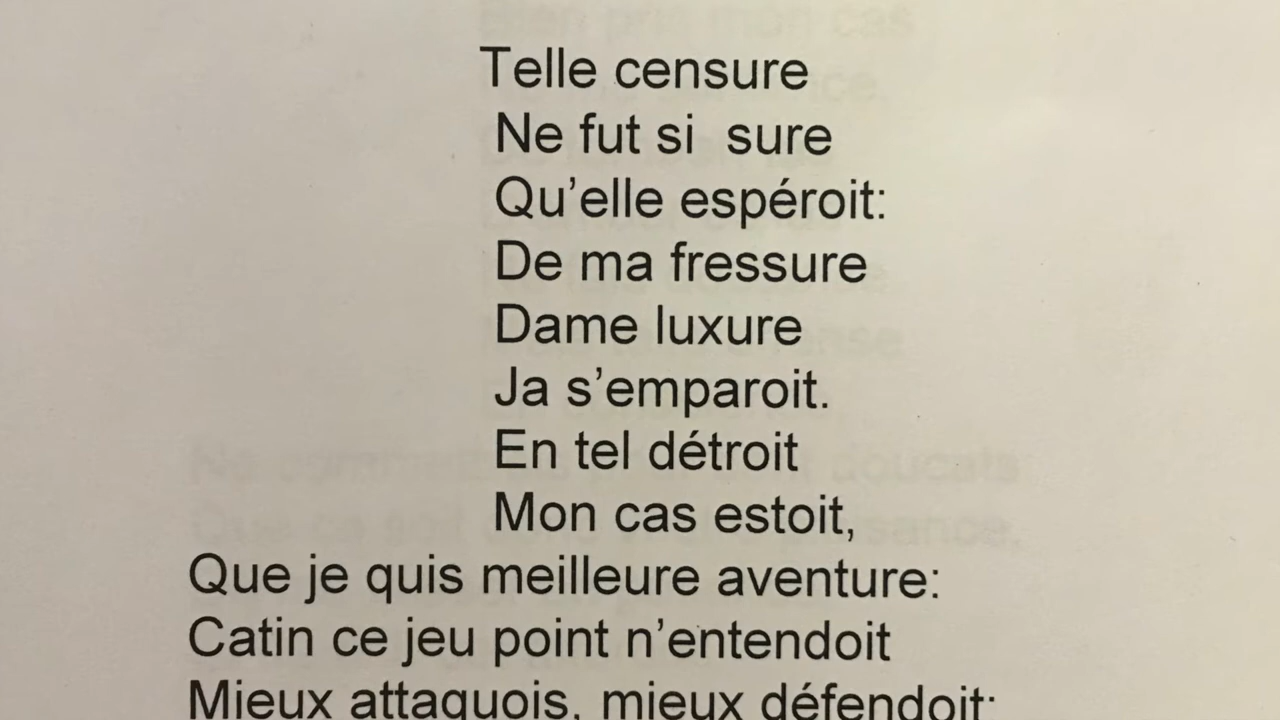 Telle censure
Ne fut si sure
Qu'elle espéroit:
De ma fressure
Dame luxure
Ja s'emparoit.
En tel détroit
Mon cas estoit,
Que je quis meilleure aventure:
Catin ce jeu point n'entendoit
Mieux attaquois, mieux défendoit: